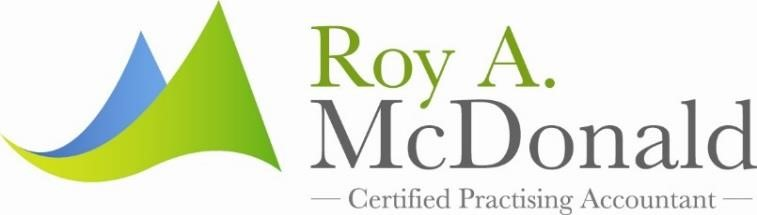 Roy A.
McDonald
— Certified Practising Accountant —